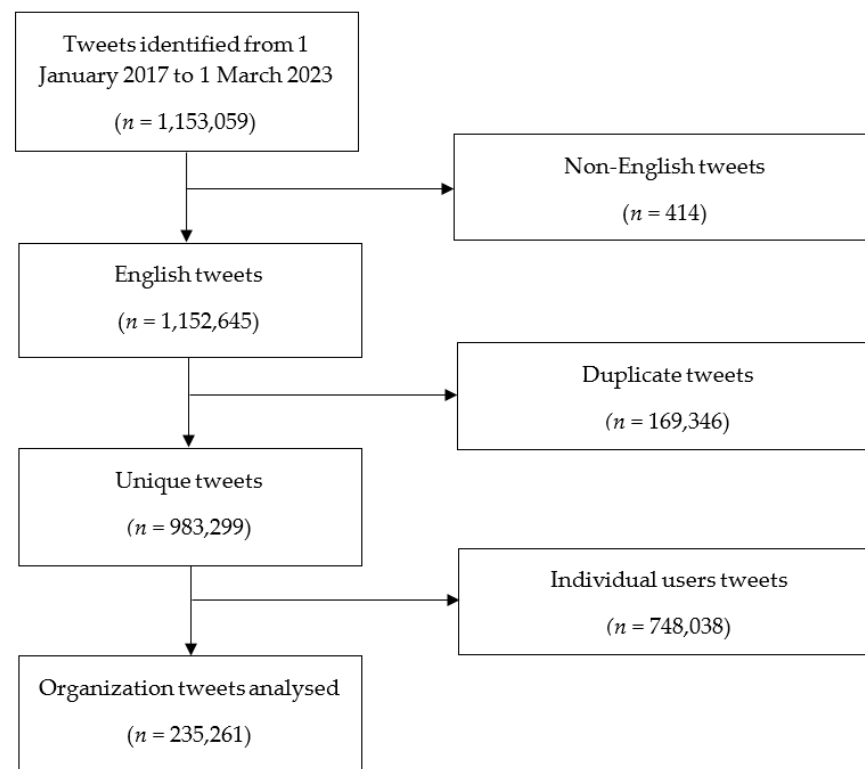 Tweets identified from 1
January 2017 to 1 March 2023
(n = 1,153,059)
Non-English tweets
(n = 414)
English tweets
(n = 1,152,645)
Duplicate tweets
(n = 169,346)
Unique tweets
(n = 983,299)
Individual users tweets
(n = 748,038)
Organization tweets analysed
(n = 235,261)